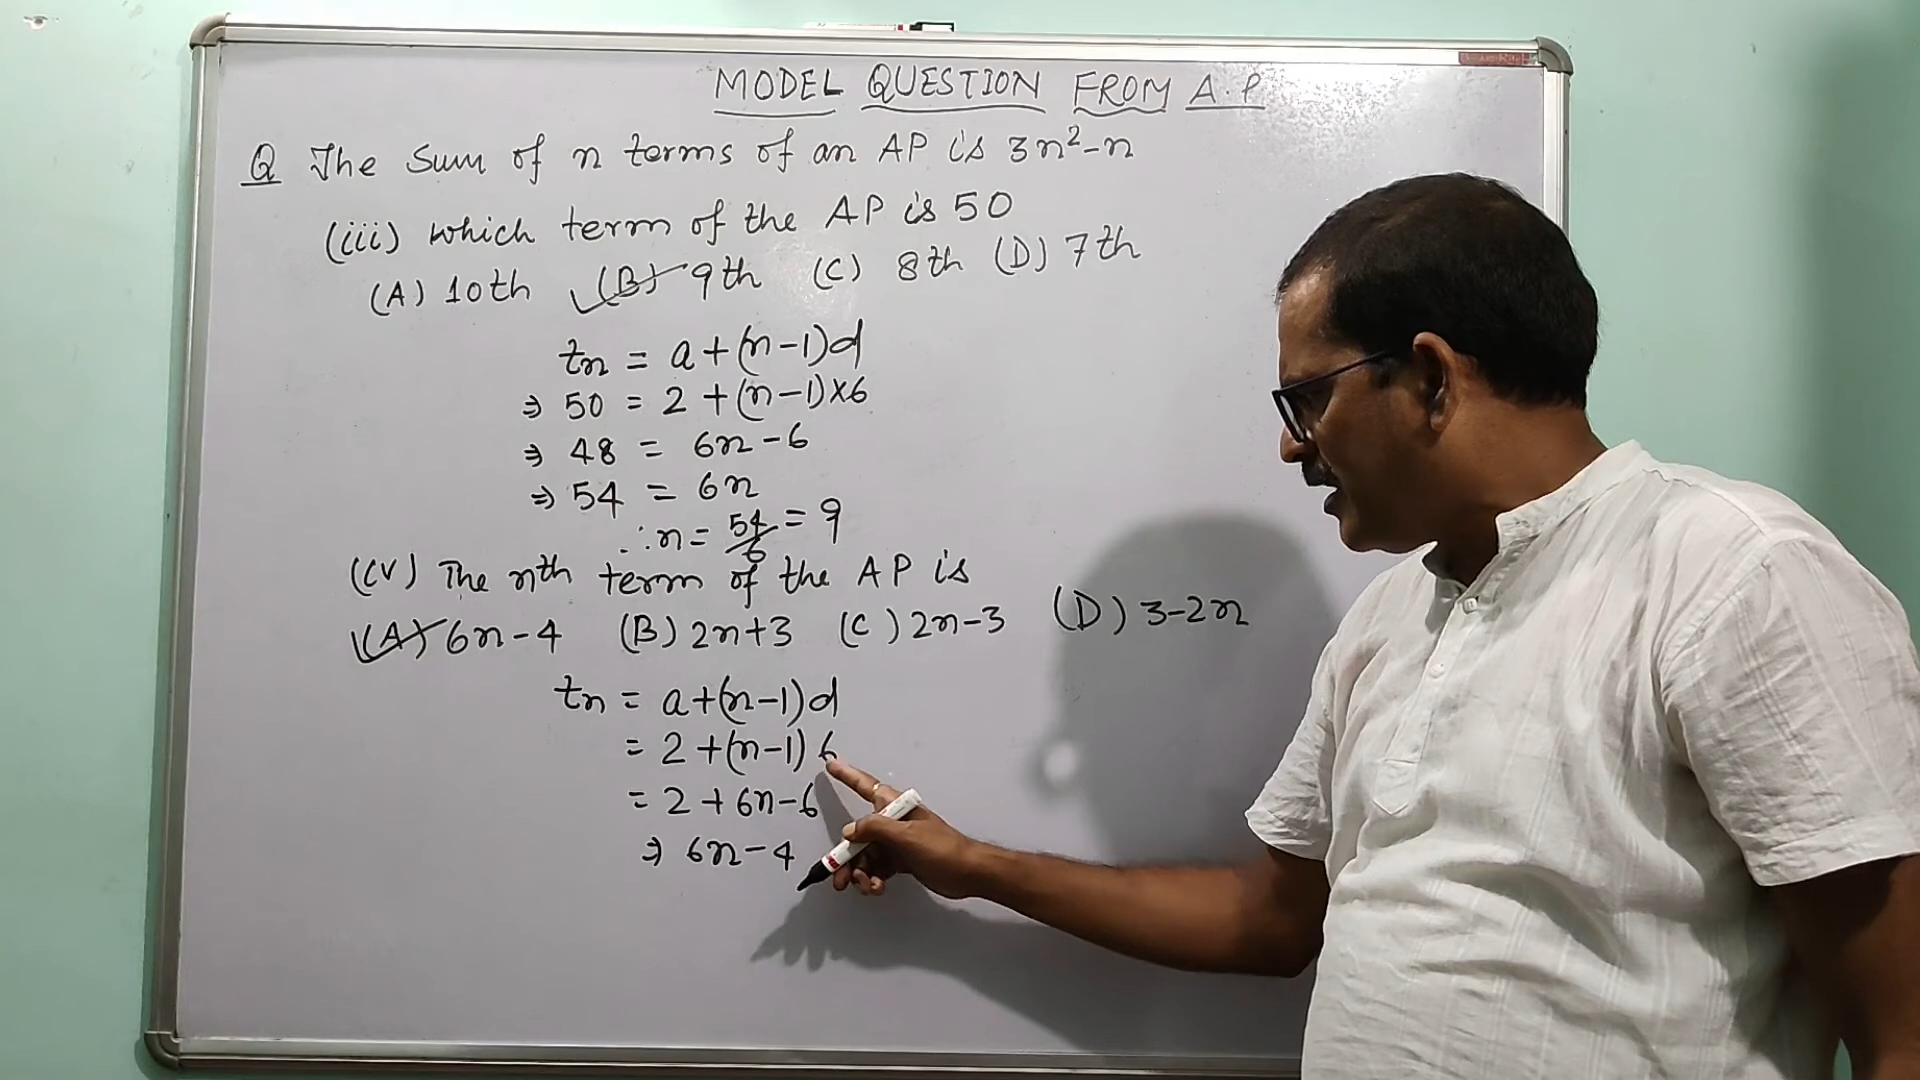 MODEL QUESTION FROM A.P
Q The Sum of n terms of an AP is 3n²-n
(iii) which term of the AP is 50
(A) 10th (B) 9th (C) 8th (D) 7th
tn = a+(n-1)d
⇒ 50 = 2 +(n-1)×6
⇒ 48 = 6n-6
⇒ 54 = 6n
∴ n = 54/6 = 9
(iv) The nth term of the AP is
(A) 6n-4 (B) 2n+3 (C) 2n-3 (D) 3-2n
tn = a+(n-1)d
= 2 +(n-1) 6
= 2 + 6n-6
⇒ 6n-4